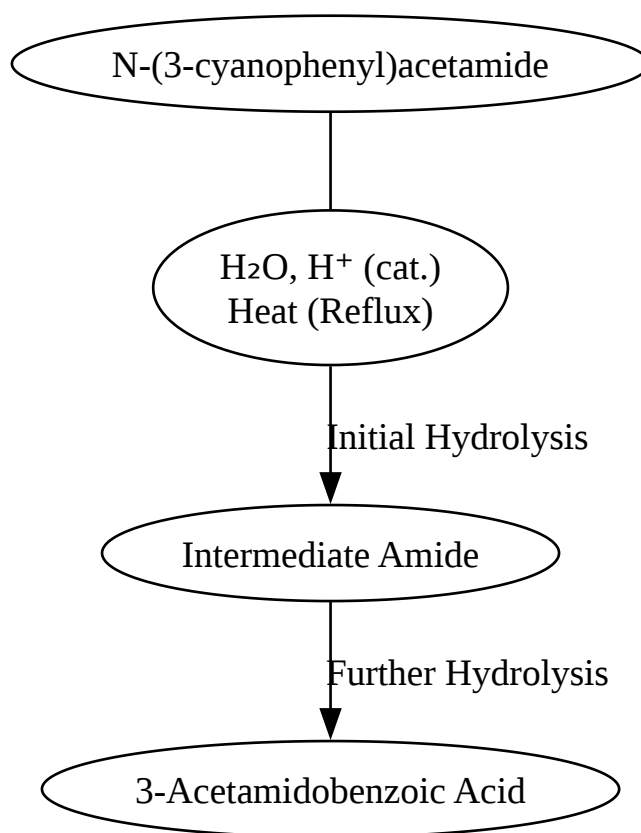 N-(3-cyanophenyl)acetamide
H₂O, H⁺ (cat.)
Heat (Reflux)
Initial Hydrolysis
Intermediate Amide
Further Hydrolysis
3-Acetamidobenzoic Acid